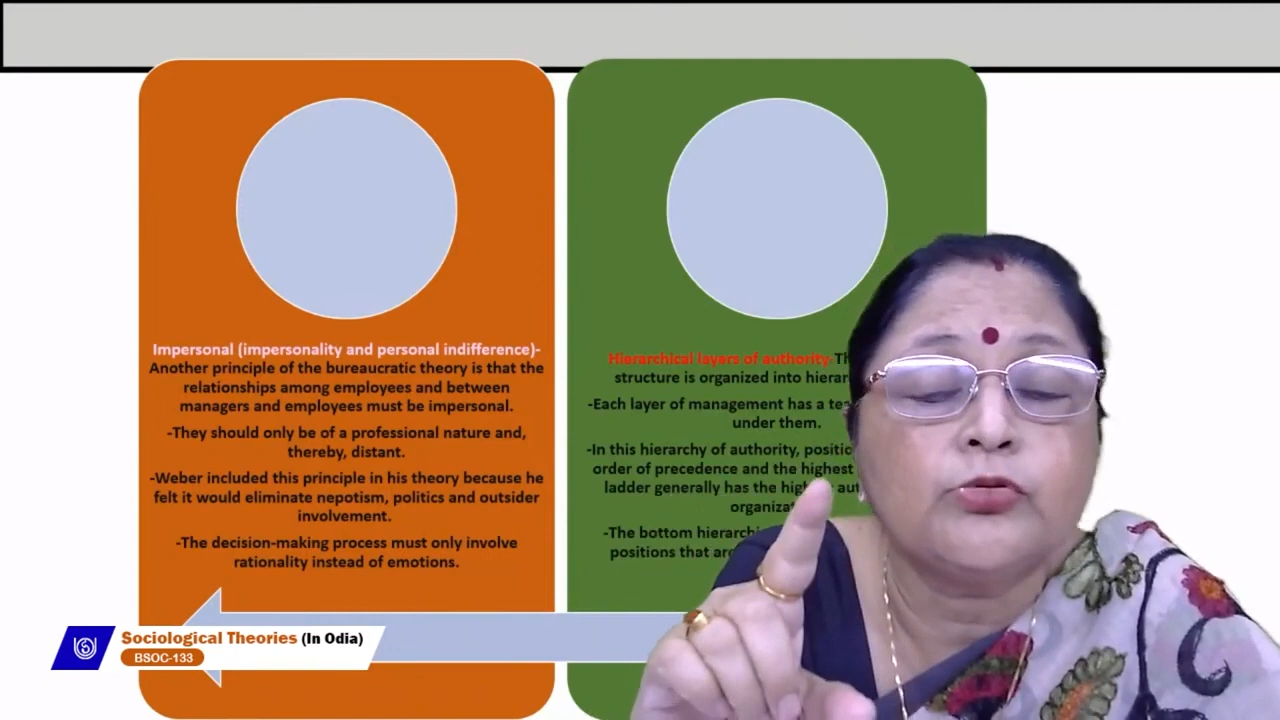 Impersonal (impersonality and personal indifference)-
Another principle of the bureaucratic theory is that the
relationships among employees and between
managers and employees must be impersonal.
-They should only be of a professional nature and,
thereby, distant.
-Weber included this principle in his theory because he
felt it would eliminate nepotism, politics and outsider
involvement.
-The decision-making process must only involve
rationality instead of emotions.
Hierarchical layers of authority-
structure is organized into
-Each layer of management has a
under them.
-In this hierarchy of authority,
order of precedence and the highest
ladder generally has the
-The bottom
positions that
Sociological Theories (In Odia)
BSOC-133